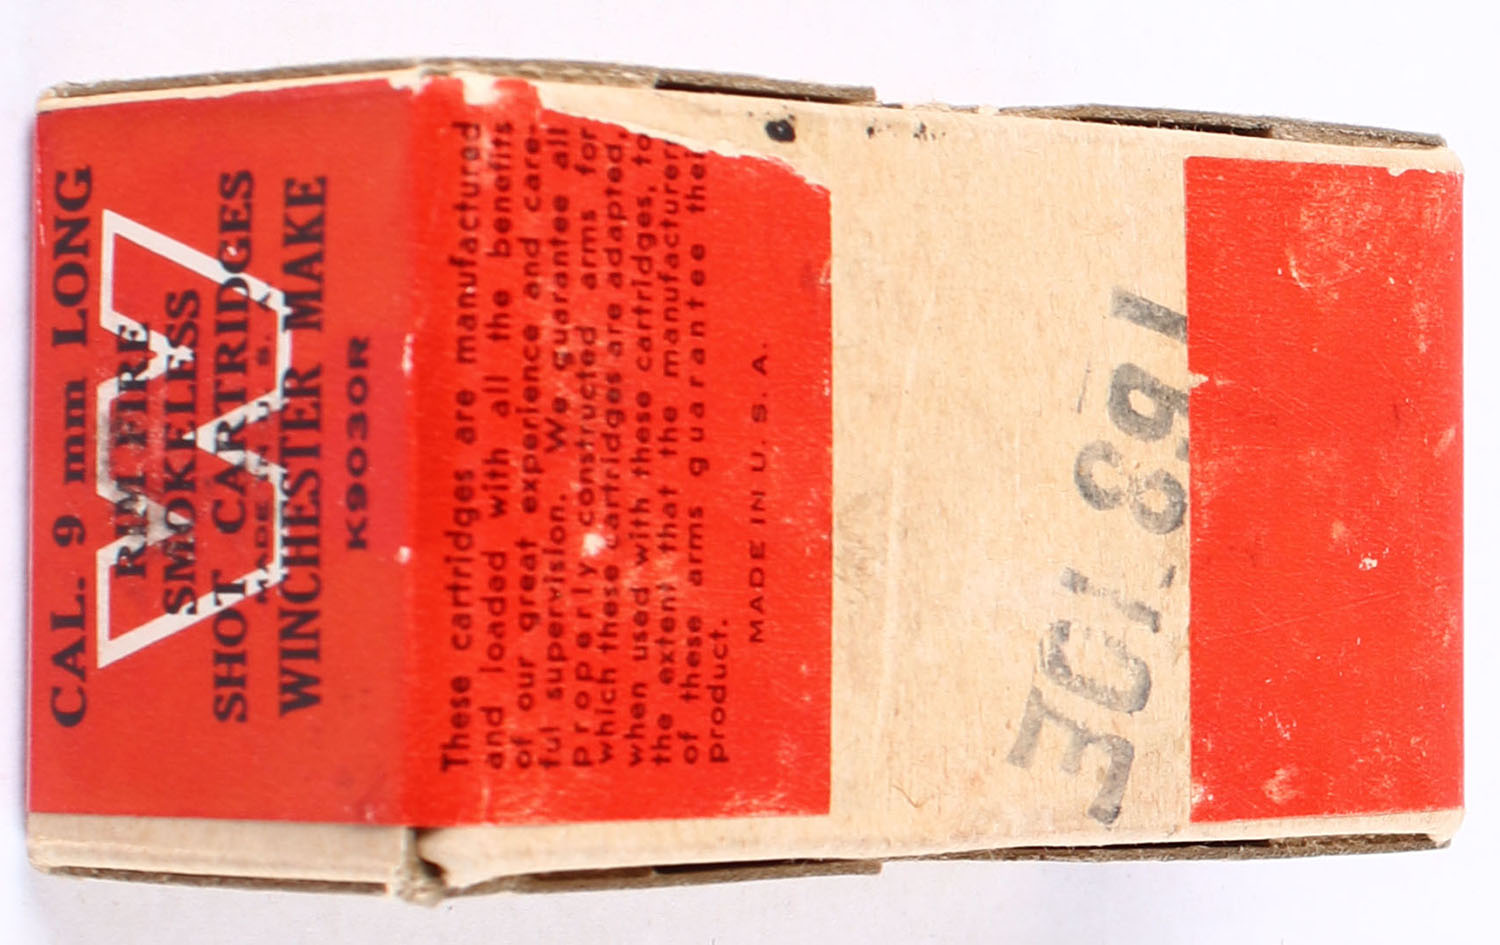 CAL. 9 mm LONG
RIM FIRE
SMOKELESS
SHOT CARTRIDGES
MADE IN U.S.A.
WINCHESTER MAKE
K9030R
These cartridges are manufactured
and loaded with all the benefits
of our great experience and care-
ful supervision. We guarantee all
properly constructed arms for
which these cartridges are adapted,
when used with these cartridges, to
the extent that the manufacturers
of these arms guarantee their
product.
MADE IN U. S. A.